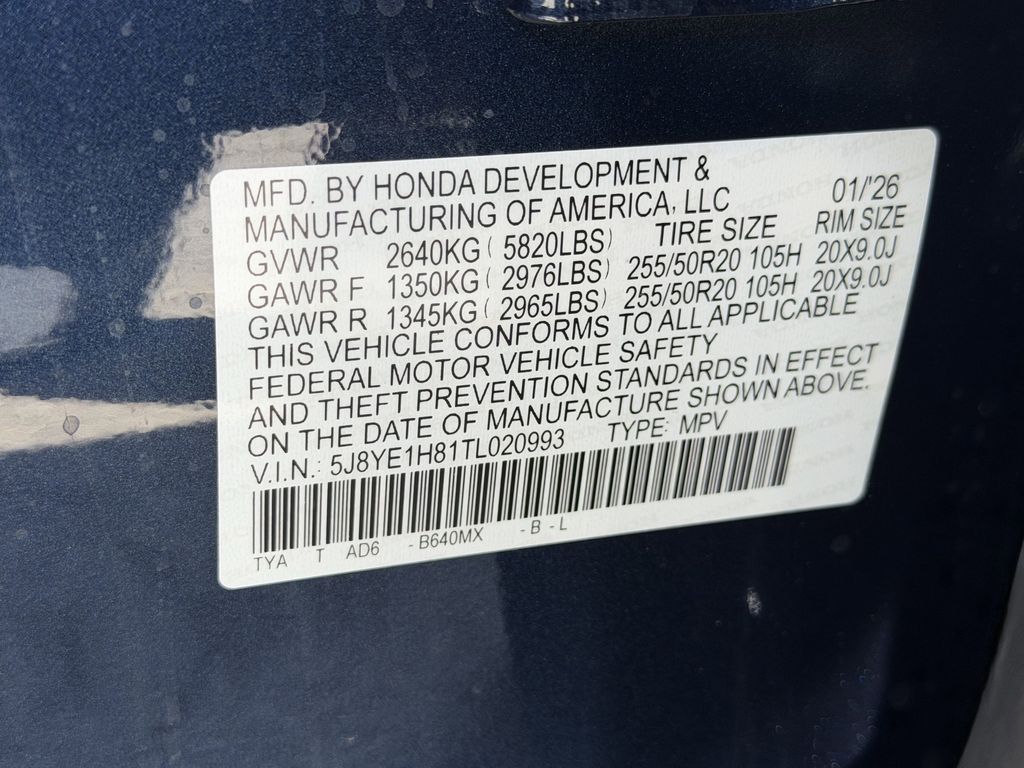 MFD. BY HONDA DEVELOPMENT &
MANUFACTURING OF AMERICA, LLC 01/'26
GVWR 2640KG ( 5820LBS) TIRE SIZE RIM SIZE
GAWR F 1350KG ( 2976LBS) 255/50R20 105H 20X9.0J
GAWR R 1345KG ( 2965LBS) 255/50R20 105H 20X9.0J
THIS VEHICLE CONFORMS TO ALL APPLICABLE
FEDERAL MOTOR VEHICLE SAFETY
AND THEFT PREVENTION STANDARDS IN EFFECT
ON THE DATE OF MANUFACTURE SHOWN ABOVE.
V.I.N.: 5J8YE1H81TL020993 TYPE: MPV
TYA T AD6 - B640MX - B - L